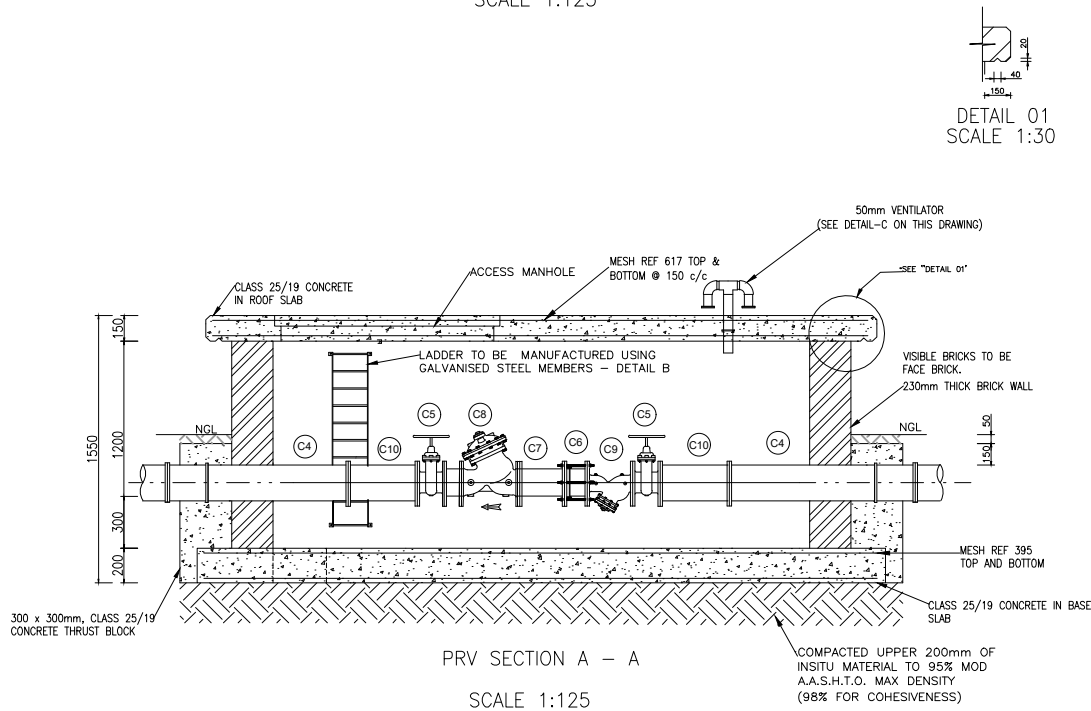 SCALE 1:125
20
40
150
DETAIL 01
SCALE 1:30
50mm VENTILATOR
(SEE DETAIL-C ON THIS DRAWING)
MESH REF 617 TOP &
BOTTOM @ 150 c/c
ACCESS MANHOLE
"SEE "DETAIL 01"
CLASS 25/19 CONCRETE
IN ROOF SLAB
150
LADDER TO BE MANUFACTURED USING
GALVANISED STEEL MEMBERS – DETAIL B
VISIBLE BRICKS TO BE
FACE BRICK.
230mm THICK BRICK WALL
NGL
C4
C10
C5
C8
C7
C6
C9
C5
C10
C4
NGL
50
150
1550
1200
300
200
MESH REF 395
TOP AND BOTTOM
300 x 300mm, CLASS 25/19
CONCRETE THRUST BLOCK
CLASS 25/19 CONCRETE IN BASE
SLAB
COMPACTED UPPER 200mm OF
INSITU MATERIAL TO 95% MOD
A.A.S.H.T.O. MAX DENSITY
(98% FOR COHESIVENESS)
PRV SECTION A – A
SCALE 1:125